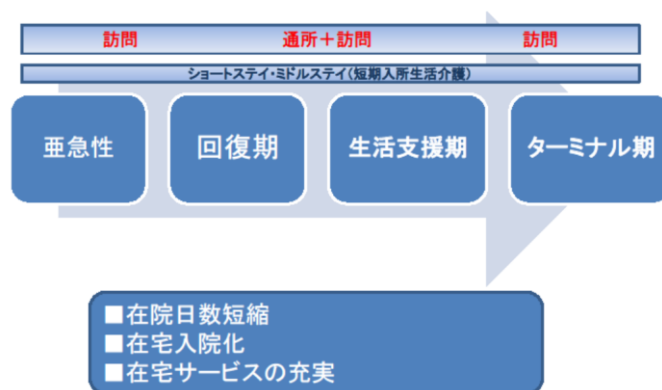 訪問 通所＋訪問 訪問
ショートステイ・ミドルステイ（短期入所生活介護）
亜急性 回復期 生活支援期 ターミナル期
■在院日数短縮
■在宅入院化
■在宅サービスの充実